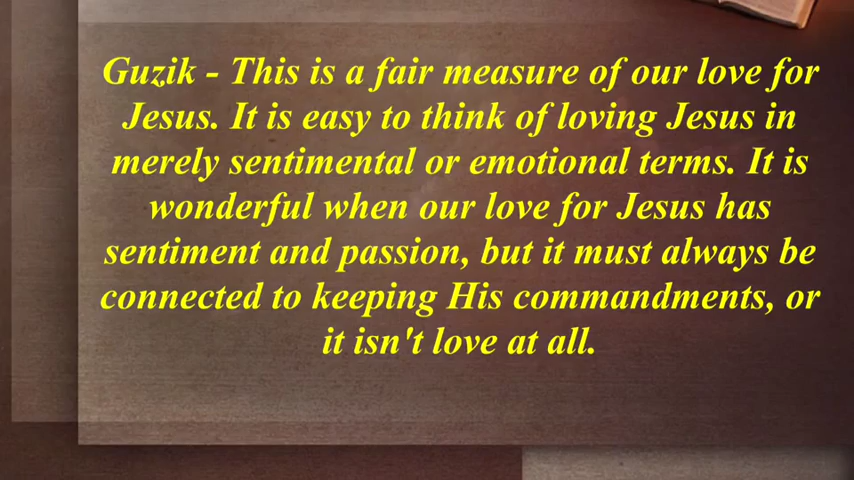 Guzik - This is a fair measure of our love for
Jesus. It is easy to think of loving Jesus in
merely sentimental or emotional terms. It is
wonderful when our love for Jesus has
sentiment and passion, but it must always be
connected to keeping His commandments, or
it isn't love at all.